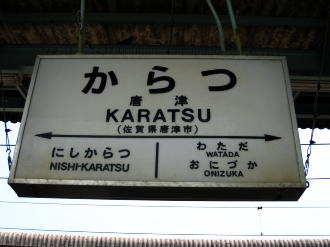 からつ
唐津
KARATSU
(佐賀県唐津市)
にしからつ
NISHI-KARATSU
わただ
WATADA
おにづか
ONIZUKA